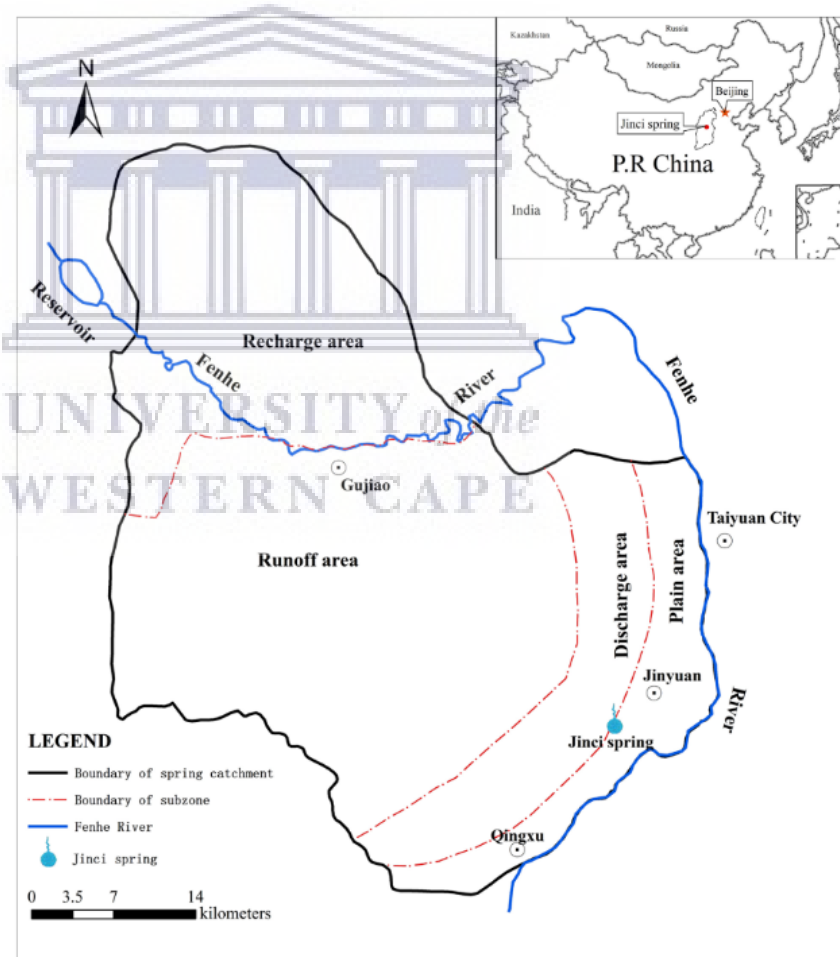 N
Kazakhstan
Russia
Mongolia
Beijing
Jinci spring
P.R China
India
Reservoir
Recharge area
Fenhe
River
Fenhe
UNIVERSITY of the
WESTERN CAPE
Gujiao
Taiyuan City
Runoff area
Discharge area
Plain area
Jinyuan
River
Jinci spring
Qingxu
LEGEND
Boundary of spring catchment
Boundary of subzone
Fenhe River
Jinci spring
0 3.5 7 14
kilometers